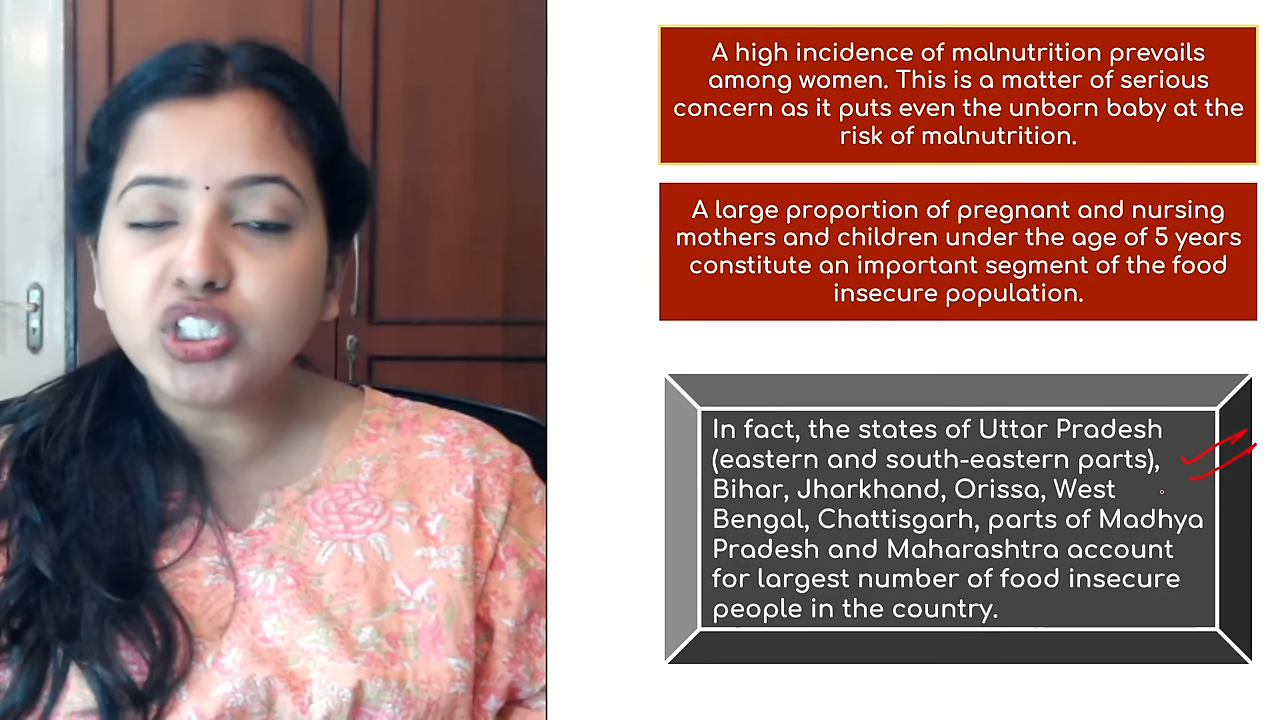 A high incidence of malnutrition prevails
among women. This is a matter of serious
concern as it puts even the unborn baby at the
risk of malnutrition.
A large proportion of pregnant and nursing
mothers and children under the age of 5 years
constitute an important segment of the food
insecure population.
In fact, the states of Uttar Pradesh
(eastern and south-eastern parts),
Bihar, Jharkhand, Orissa, West
Bengal, Chattisgarh, parts of Madhya
Pradesh and Maharashtra account
for largest number of food insecure
people in the country.